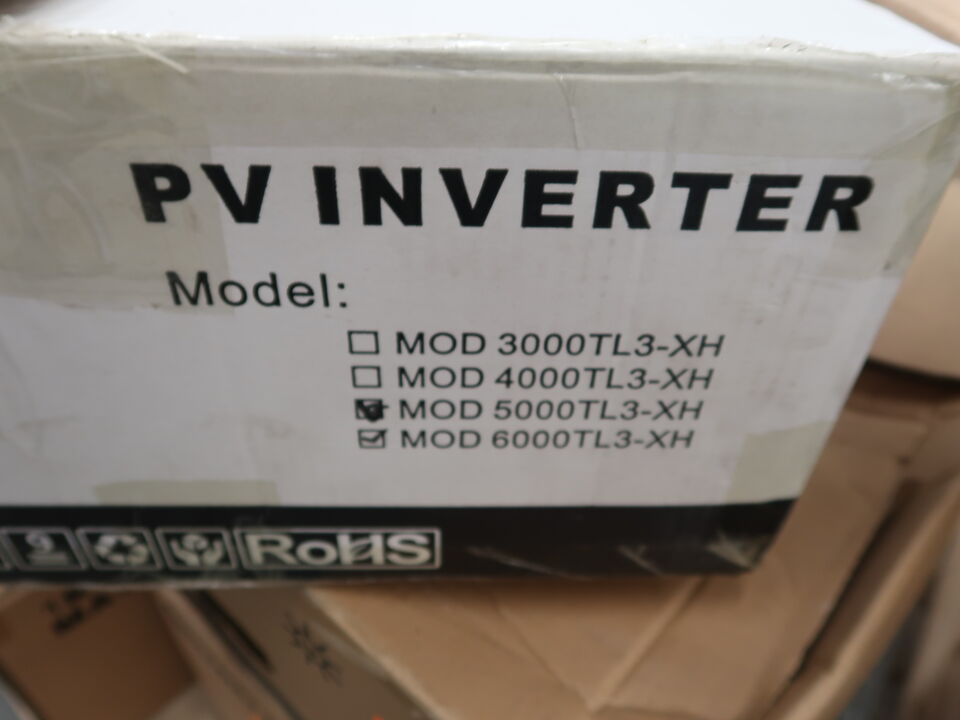 PV INVERTER
Model:
☐ MOD 3000TL3-XH
☐ MOD 4000TL3-XH
☑ MOD 5000TL3-XH
☑ MOD 6000TL3-XH
RoHS